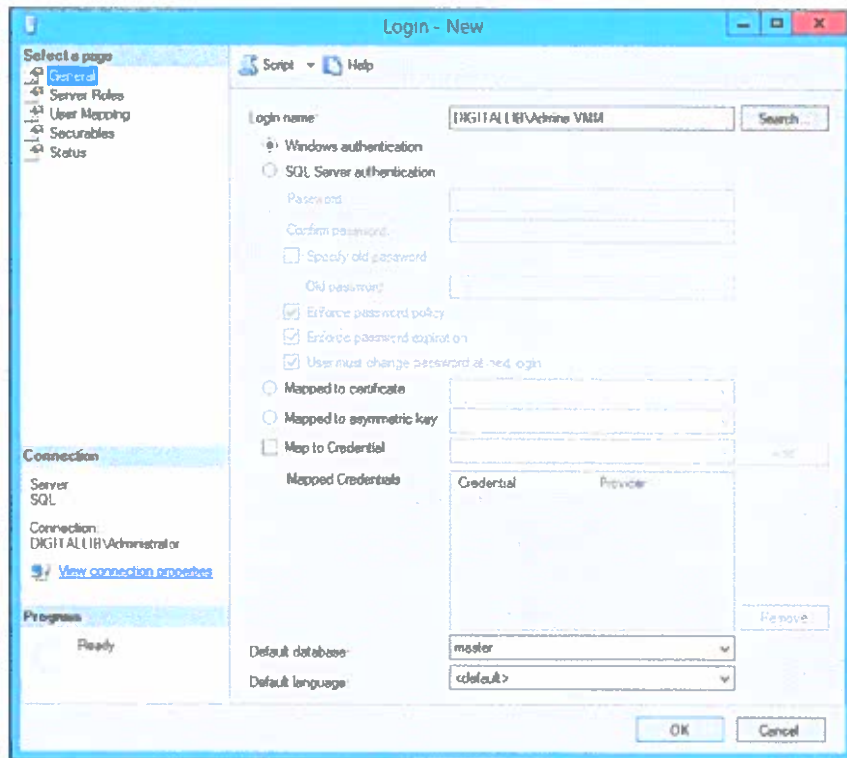 Login - New
Select a page
General
Server Roles
User Mapping
Securables
Status
Script
Help
Login name:
DIGITALLIB\Admins VMM
Search...
Windows authentication
SQL Server authentication
Password:
Confirm password:
Specify old password
Old password:
Enforce password policy
Enforce password expiration
User must change password at next login
Mapped to certificate
Mapped to asymmetric key
Map to Credential
Add
Mapped Credentials
Credential Provider
Remove
Default database:
master
Default language:
<default>
Connection
Server
SQL
Connection:
DIGITALLIB\Administrator
View connection properties
Progress
Ready
OK
Cancel